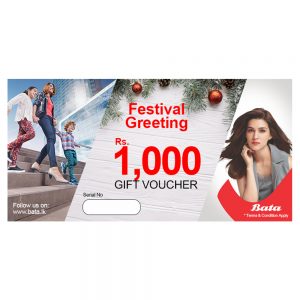 Festival
Greeting
Rs.
1,000
GIFT VOUCHER
Serial No
Follow us on:
www.bata.lk
Bata
*Terms & Condition Apply